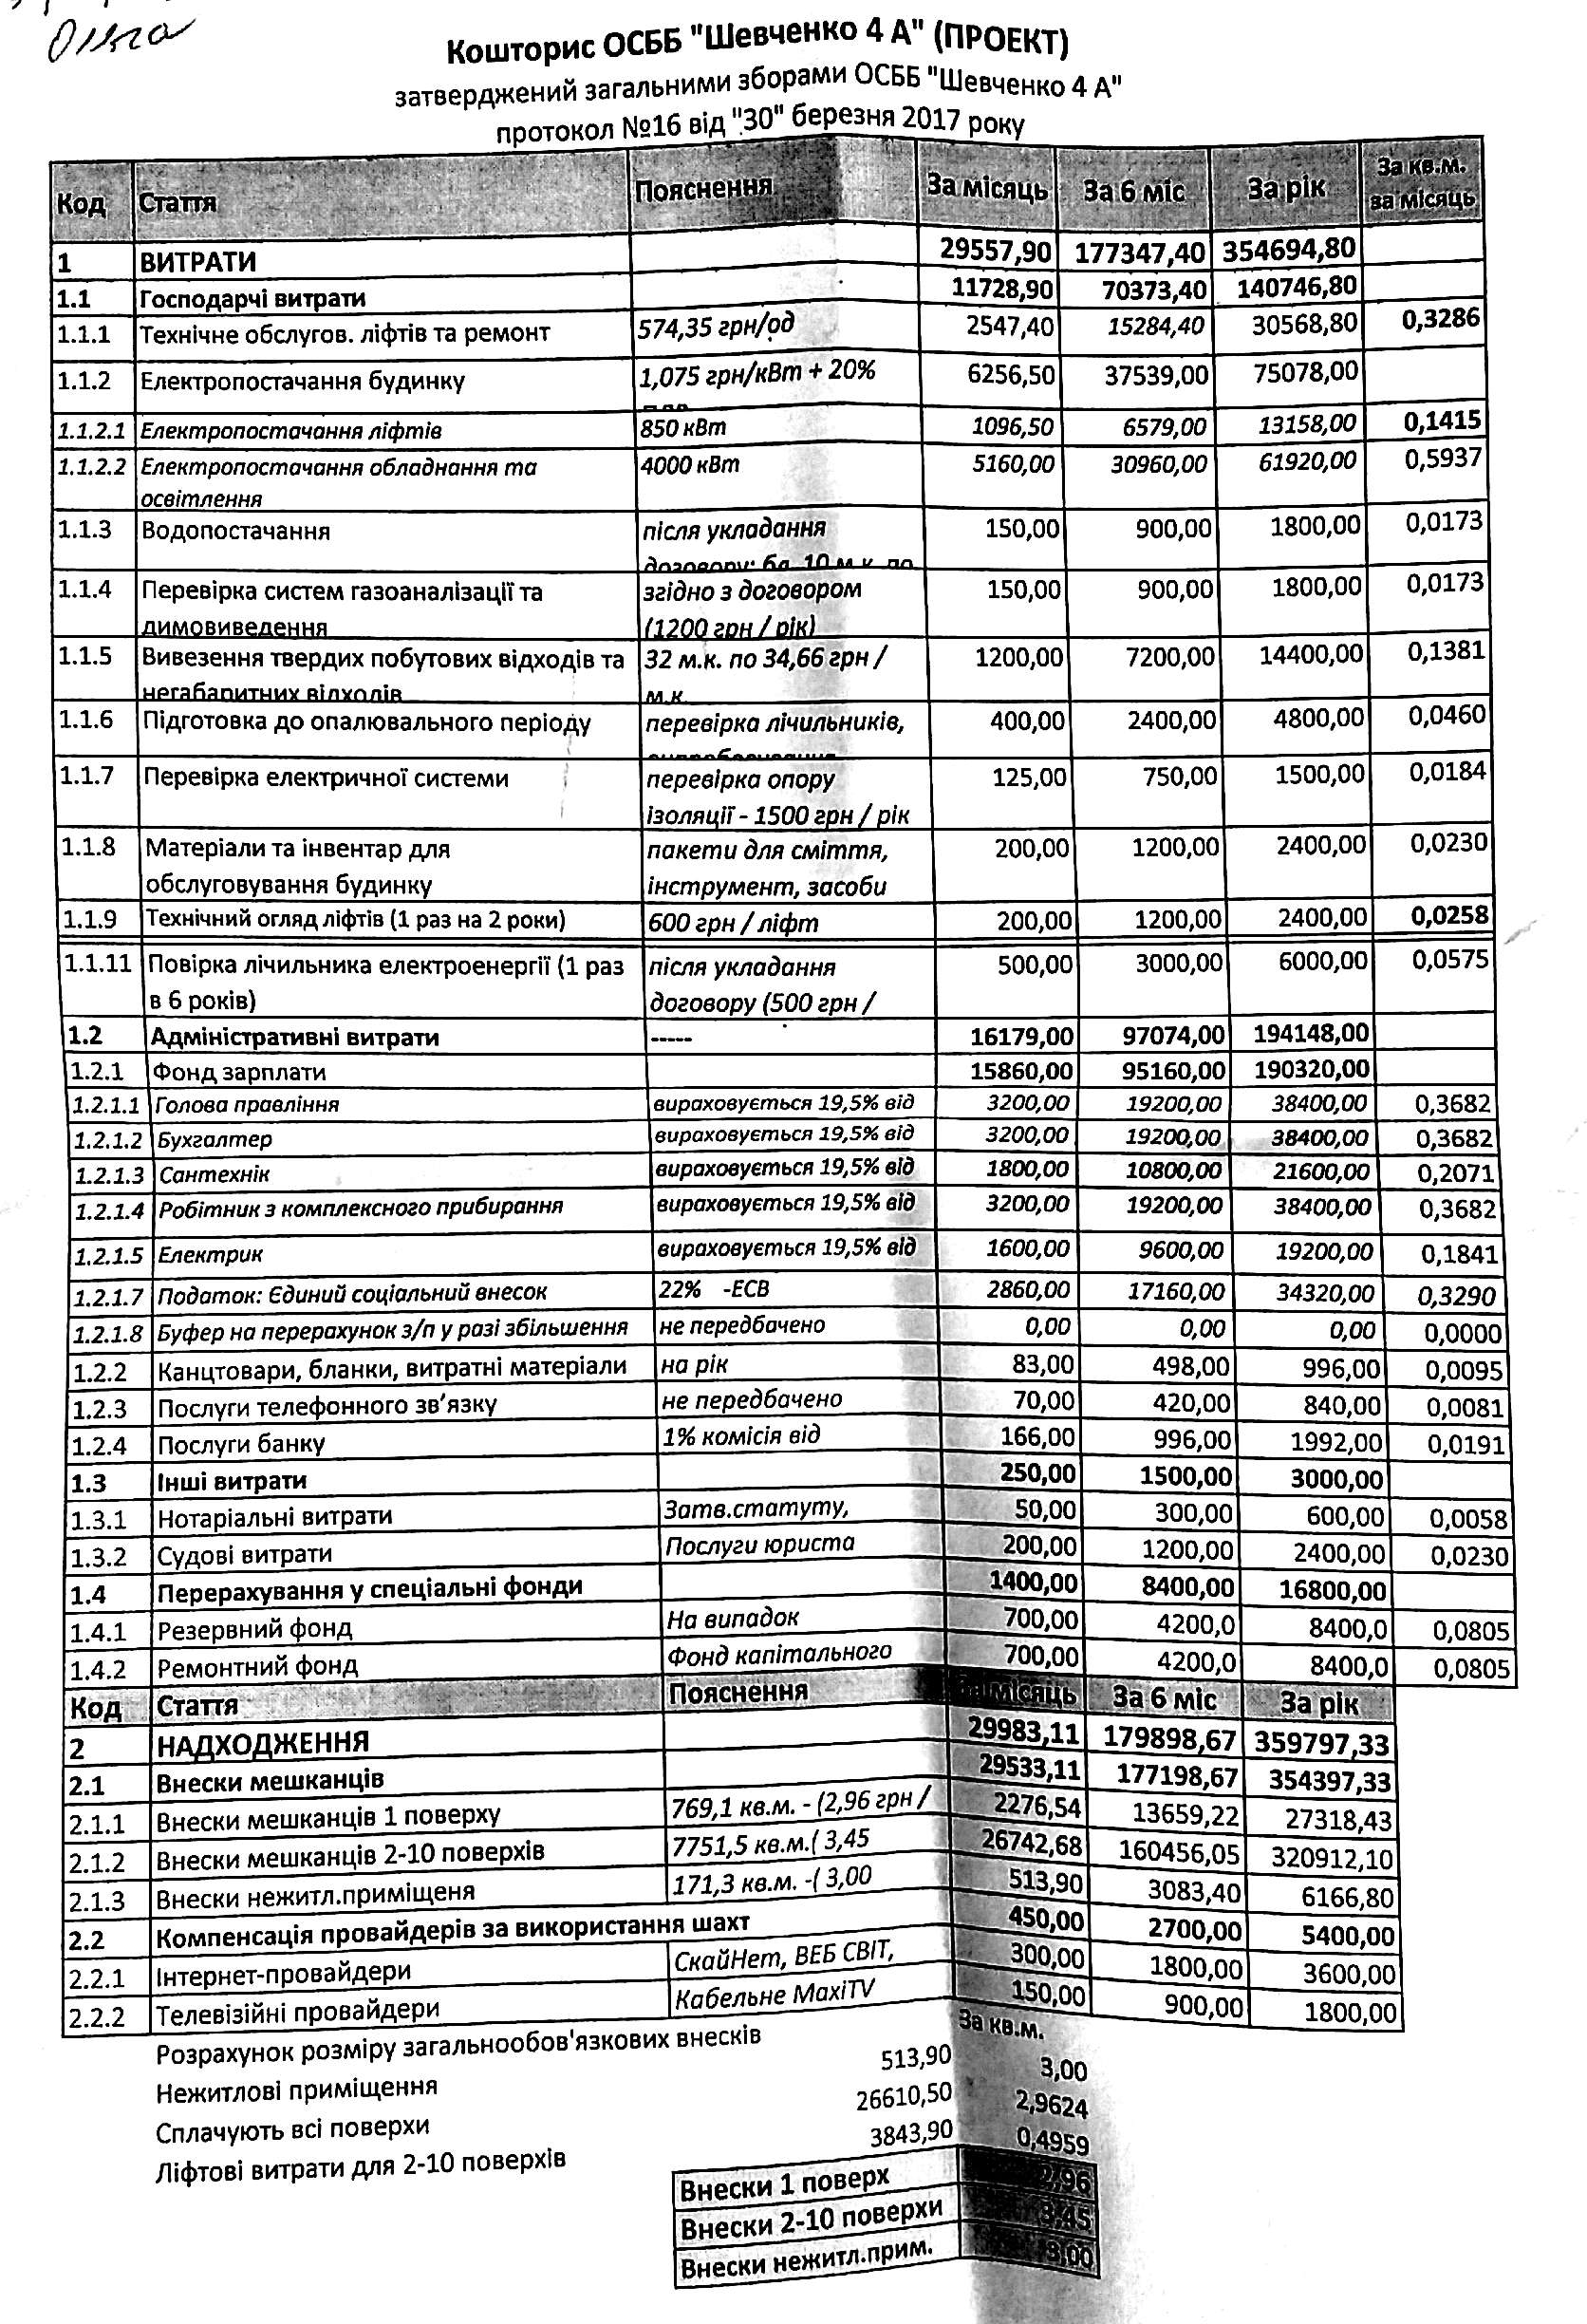 Ольга
Кошторис ОСББ "Шевченко 4 А" (ПРОЕКТ)
затверджений загальними зборами ОСББ "Шевченко 4 А"
протокол №16 від "30" березня 2017 року
Код Стаття Пояснення За місяць За 6 міс За рік За кв.м. за місяць
1 ВИТРАТИ 29557,90 177347,40 354694,80
1.1 Господарчі витрати 11728,90 70373,40 140746,80
1.1.1 Технічне обслугов. ліфтів та ремонт 574,35 грн/од 2547,40 15284,40 30568,80 0,3286
1.1.2 Електропостачання будинку 1,075 грн/кВт + 20% 6256,50 37539,00 75078,00
1.1.2.1 Електропостачання ліфтів 850 кВт 1096,50 6579,00 13158,00 0,1415
1.1.2.2 Електропостачання обладнання та 4000 кВт 5160,00 30960,00 61920,00 0,5937
освітлення
1.1.3 Водопостачання після укладання 150,00 900,00 1800,00 0,0173
договору: 6л. 10 м.к. по
1.1.4 Перевірка систем газоаналізації та згідно з договором 150,00 900,00 1800,00 0,0173
димовиведення (1200 грн / рік)
1.1.5 Вивезення твердих побутових відходів та 32 м.к. по 34,66 грн / 1200,00 7200,00 14400,00 0,1381
негабаритних відходів м.к.
1.1.6 Підготовка до опалювального періоду перевірка лічильників, 400,00 2400,00 4800,00 0,0460
1.1.7 Перевірка електричної системи перевірка опору 125,00 750,00 1500,00 0,0184
ізоляції - 1500 грн / рік
1.1.8 Матеріали та інвентар для пакети для сміття, 200,00 1200,00 2400,00 0,0230
обслуговування будинку інструмент, засоби
1.1.9 Технічний огляд ліфтів (1 раз на 2 роки) 600 грн / ліфт 200,00 1200,00 2400,00 0,0258
1.1.11 Повірка лічильника електроенергії (1 раз після укладання 500,00 3000,00 6000,00 0,0575
в 6 років) договору (500 грн /
1.2 Адміністративні витрати ----- 16179,00 97074,00 194148,00
1.2.1 Фонд зарплати 15860,00 95160,00 190320,00
1.2.1.1 Голова правління вираховується 19,5% від 3200,00 19200,00 38400,00 0,3682
1.2.1.2 Бухгалтер вираховується 19,5% від 3200,00 19200,00 38400,00 0,3682
1.2.1.3 Сантехнік вираховується 19,5% від 1800,00 10800,00 21600,00 0,2071
1.2.1.4 Робітник з комплексного прибирання вираховується 19,5% від 3200,00 19200,00 38400,00 0,3682
1.2.1.5 Електрик вираховується 19,5% від 1600,00 9600,00 19200,00 0,1841
1.2.1.7 Податок: Єдиний соціальний внесок 22% -ЕСВ 2860,00 17160,00 34320,00 0,3290
1.2.1.8 Буфер на перерахунок з/п у разі збільшення не передбачено 0,00 0,00 0,00 0,0000
1.2.2 Канцтовари, бланки, витратні матеріали на рік 83,00 498,00 996,00 0,0095
1.2.3 Послуги телефонного зв'язку не передбачено 70,00 420,00 840,00 0,0081
1.2.4 Послуги банку 1% комісія від 166,00 996,00 1992,00 0,0191
1.3 Інші витрати 250,00 1500,00 3000,00
1.3.1 Нотаріальні витрати Затв.статуту, 50,00 300,00 600,00 0,0058
1.3.2 Судові витрати Послуги юриста 200,00 1200,00 2400,00 0,0230
1.4 Перерахування у спеціальні фонди 1400,00 8400,00 16800,00
1.4.1 Резервний фонд На випадок 700,00 4200,0 8400,0 0,0805
1.4.2 Ремонтний фонд Фонд капітального 700,00 4200,0 8400,0 0,0805
Код Стаття Пояснення За місяць За 6 міс За рік
2 НАДХОДЖЕННЯ 29983,11 179898,67 359797,33
2.1 Внески мешканців 29533,11 177198,67 354397,33
2.1.1 Внески мешканців 1 поверху 769,1 кв.м. - (2,96 грн / 2276,54 13659,22 27318,43
2.1.2 Внески мешканців 2-10 поверхів 7751,5 кв.м.( 3,45 26742,68 160456,05 320912,10
2.1.3 Внески нежитл.приміщеня 171,3 кв.м. -( 3,00 513,90 3083,40 6166,80
2.2 Компенсація провайдерів за використання шахт 450,00 2700,00 5400,00
2.2.1 Інтернет-провайдери СкайНет, ВЕБ СВІТ, 300,00 1800,00 3600,00
2.2.2 Телевізійні провайдери Кабельне MaxiTV 150,00 900,00 1800,00
Розрахунок розміру загальнообов'язкових внесків За кв.м.
Нежитлові приміщення 513,90 3,00
Сплачують всі поверхи 26610,50 2,9624
Ліфтові витрати для 2-10 поверхів 3843,90 0,4959
Внески 1 поверх 2,96
Внески 2-10 поверхи 3,45
Внески нежитл.прим. 3,00